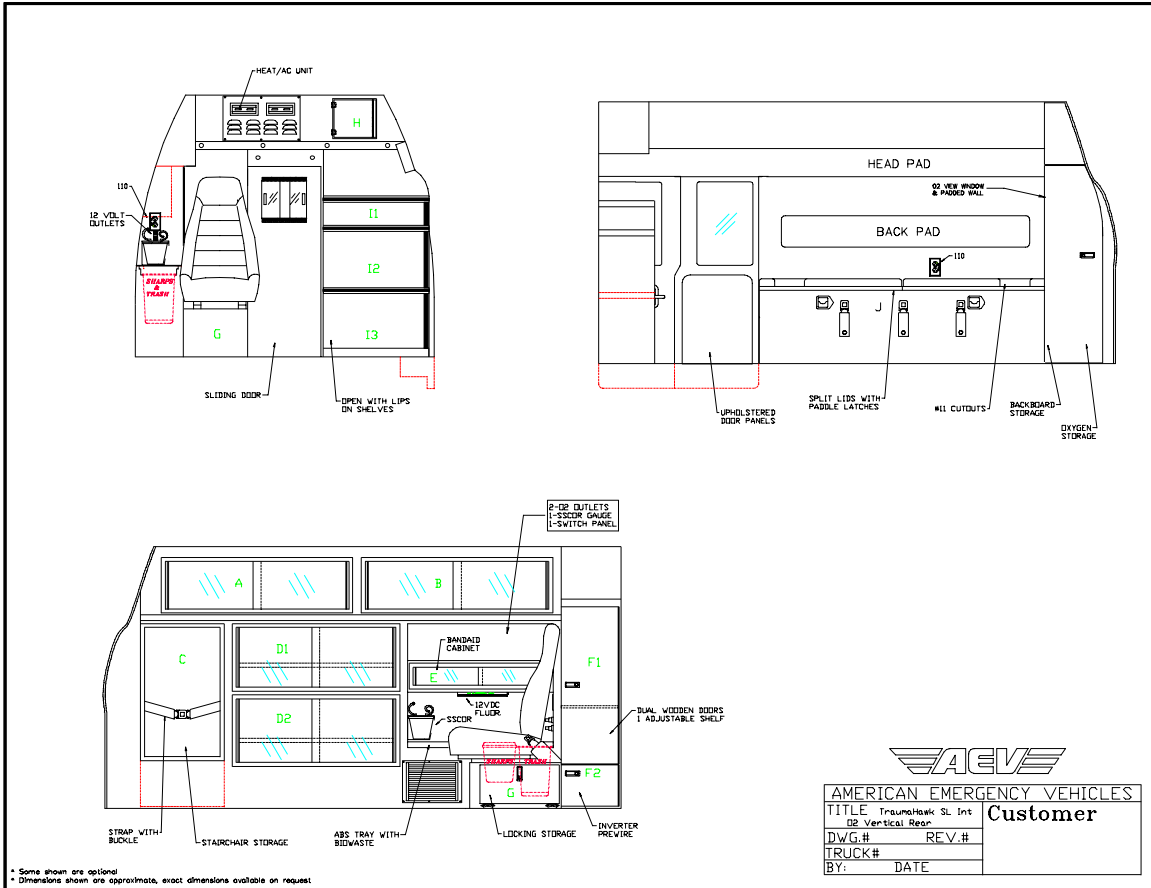 HEAT/AC UNIT
H
110
12 VOLT
OUTLETS
SHARPS
&
TRASH
G
I1
I2
I3
SLIDING DOOR
OPEN WITH LIPS
ON SHELVES
HEAD PAD
O2 VIEW WINDOW
& PADDED WALL
BACK PAD
110
J
UPHOLSTERED
DOOR PANELS
SPLIT LIDS WITH
PADDLE LATCHES
#11 CUTOUTS
BACKBOARD
STORAGE
OXYGEN
STORAGE
2-O2 OUTLETS
1-SSCOR GAUGE
1-SWITCH PANEL
A
B
C
D1
D2
BANDAID
CABINET
E
12VDC
FLUOR.
SSCOR
F1
DUAL WOODEN DOORS
1 ADJUSTABLE SHELF
SHARPS
TRASH
F2
G
STRAP WITH
BUCKLE
STAIRCHAIR STORAGE
ABS TRAY WITH
BIOWASTE
LOCKING STORAGE
INVERTER
PREWIRE
AEV
AMERICAN EMERGENCY VEHICLES
TITLE TraumaHawk SL Int
O2 Vertical Rear
Customer
DWG.# REV.#
TRUCK#
BY: DATE
* Some shown are optional
* Dimensions shown are approximate, exact dimensions available on request